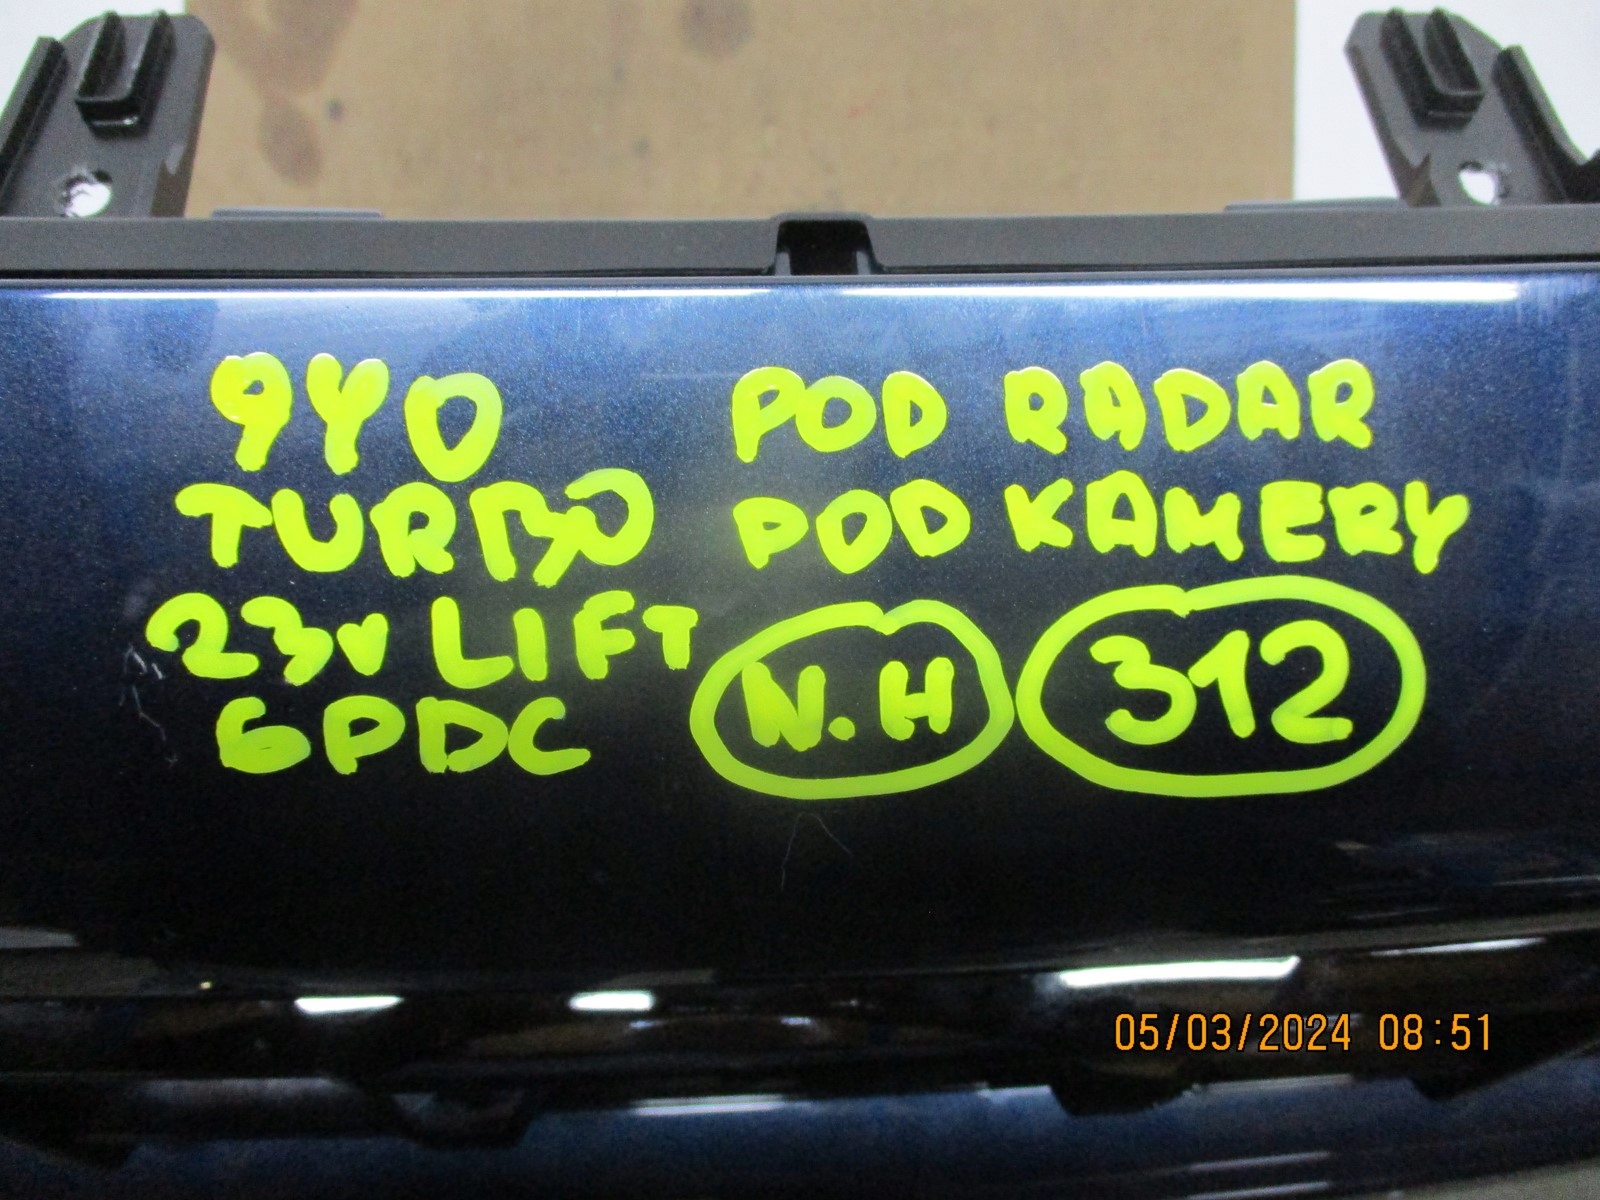 9Y0
TURBO
23r LIFT
6PDC
POD RADAR
POD KAMERY
N.H
312
05/03/2024 08:51